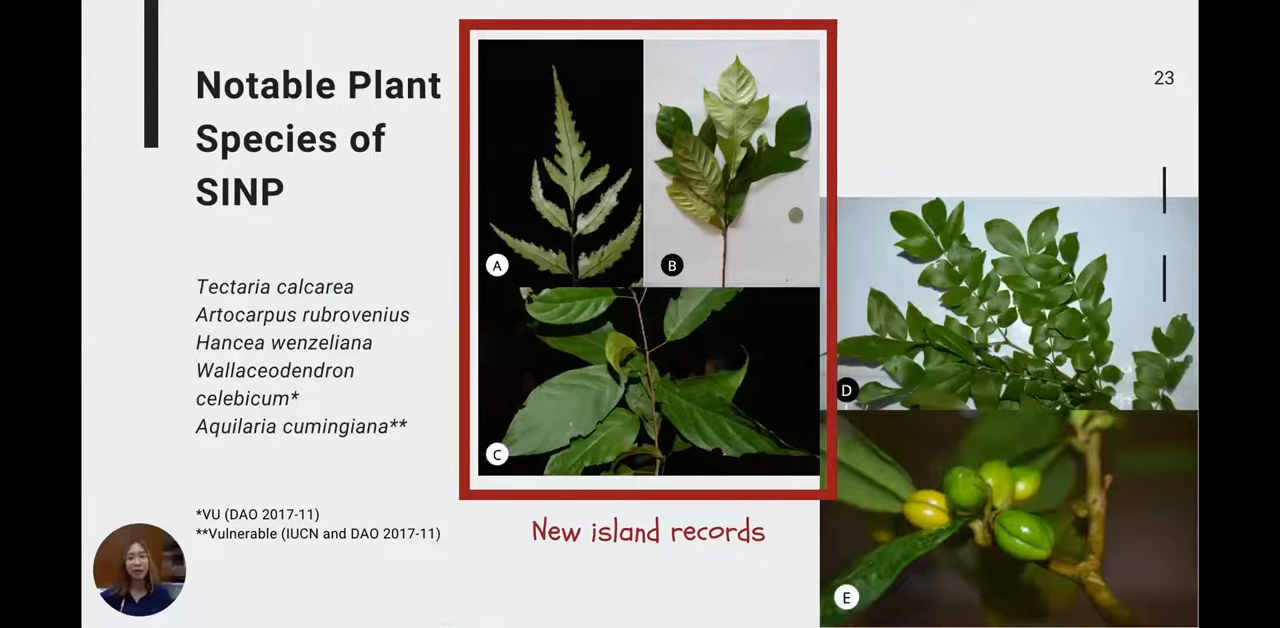 Notable Plant
Species of
SINP
23
Tectaria calcarea
Artocarpus rubrovenius
Hancea wenzeliana
Wallaceodendron
celebicum*
Aquilaria cumingiana**
*VU (DAO 2017-11)
**Vulnerable (IUCN and DAO 2017-11)
A
B
C
New island records
D
E